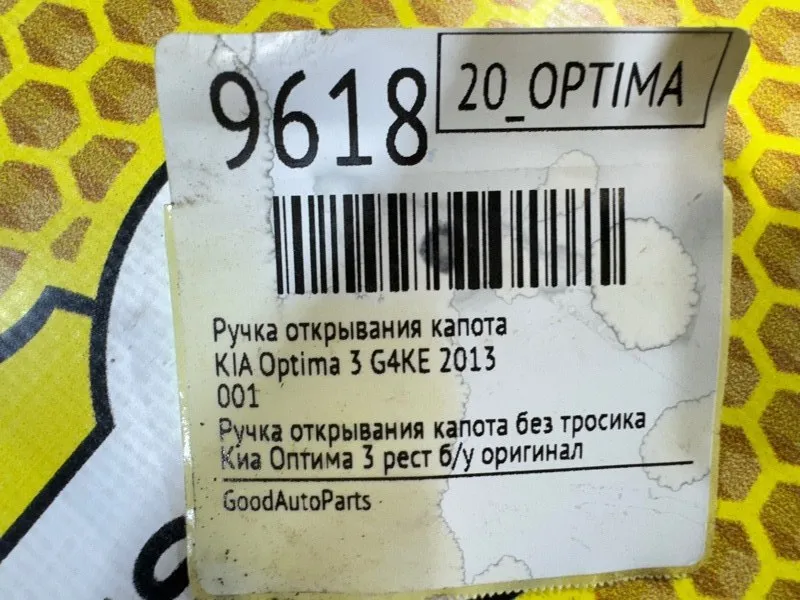 9618
20_OPTIMA
Ручка открывания капота
KIA Optima 3 G4KE 2013
001
Ручка открывания капота без тросика
Киа Оптима 3 рест б/у оригинал
GoodAutoParts